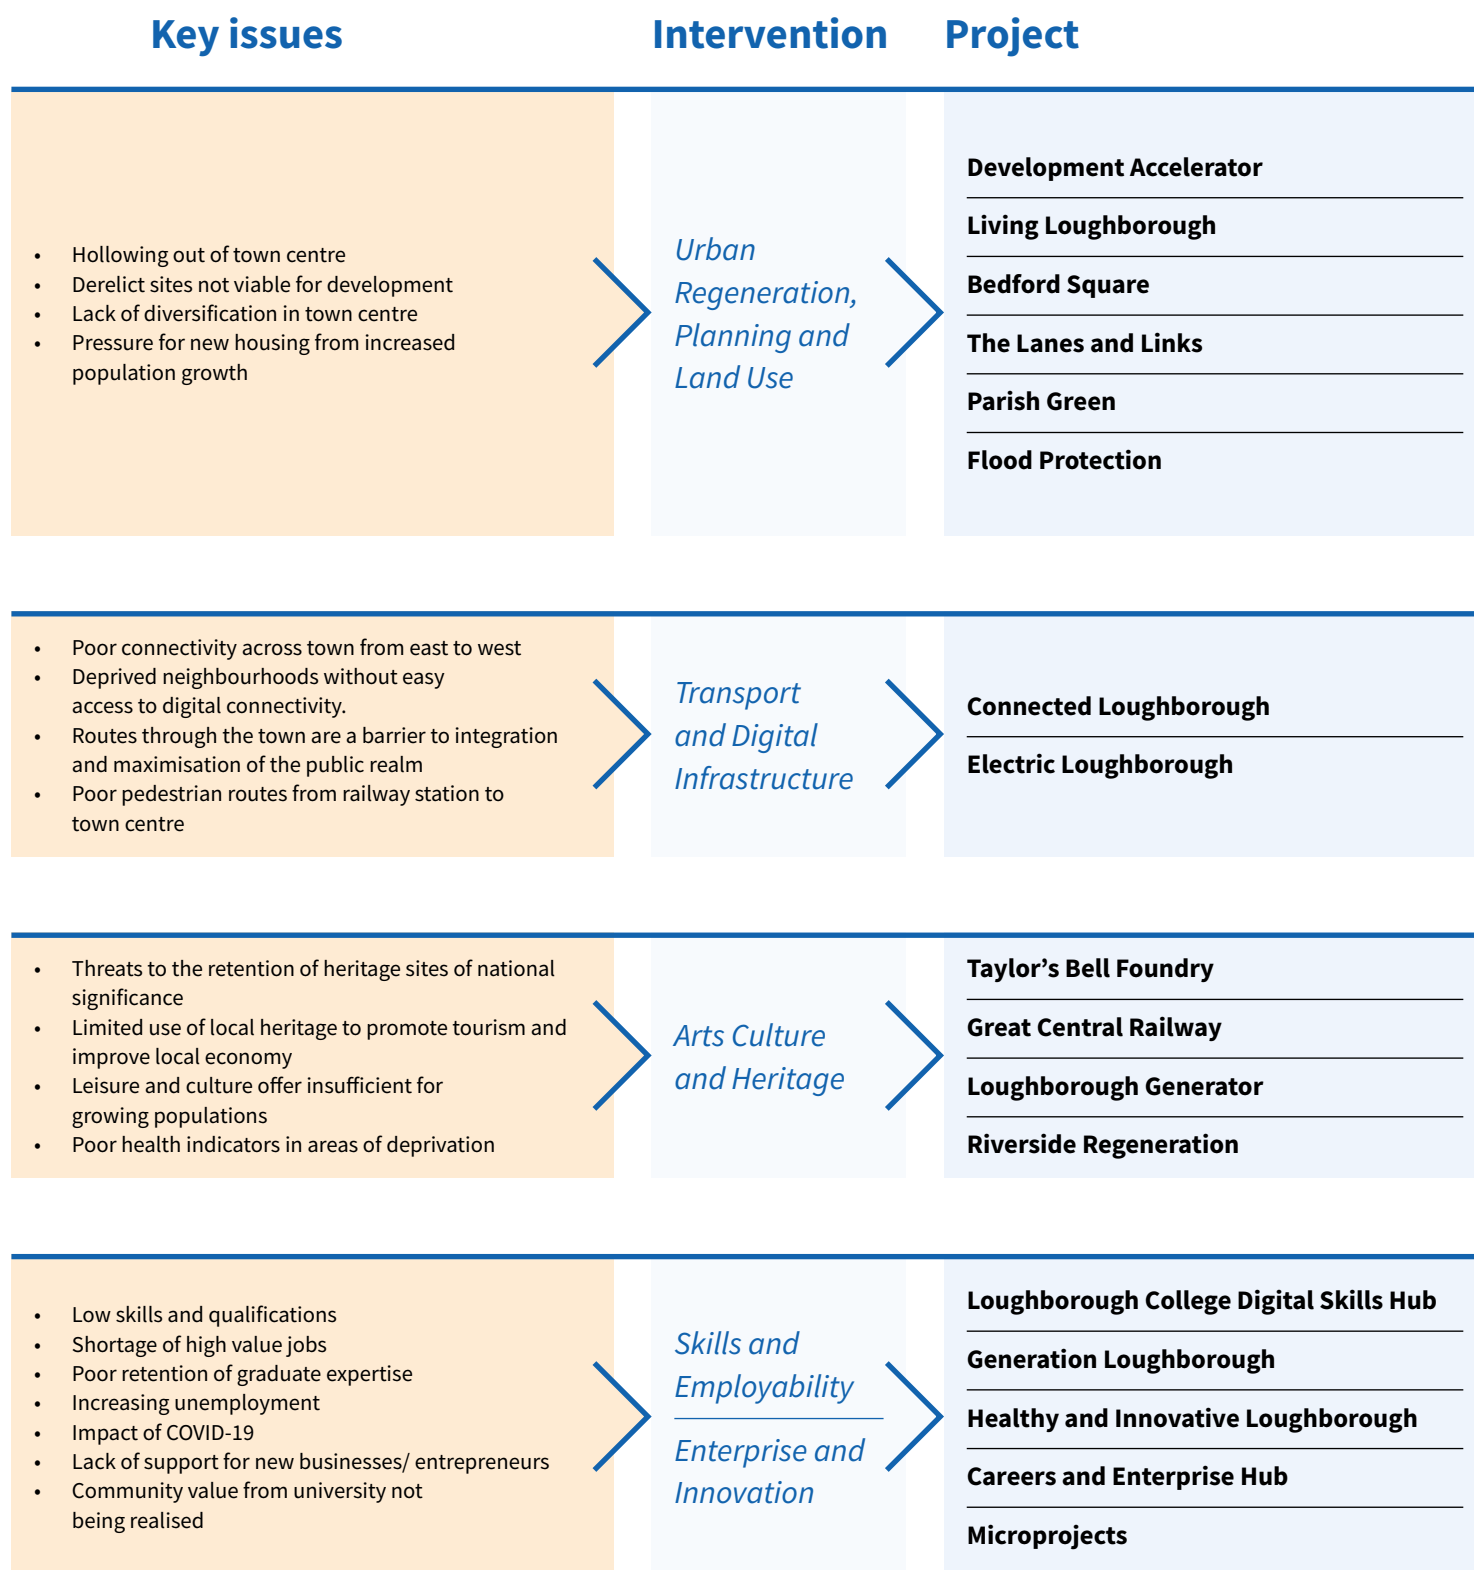 Key issues
Intervention
Project
• Hollowing out of town centre
• Derelict sites not viable for development
• Lack of diversification in town centre
• Pressure for new housing from increased
population growth
Urban
Regeneration,
Planning and
Land Use
Development Accelerator
Living Loughborough
Bedford Square
The Lanes and Links
Parish Green
Flood Protection
• Poor connectivity across town from east to west
• Deprived neighbourhoods without easy
access to digital connectivity.
• Routes through the town are a barrier to integration
and maximisation of the public realm
• Poor pedestrian routes from railway station to
town centre
Transport
and Digital
Infrastructure
Connected Loughborough
Electric Loughborough
• Threats to the retention of heritage sites of national
significance
• Limited use of local heritage to promote tourism and
improve local economy
• Leisure and culture offer insufficient for
growing populations
• Poor health indicators in areas of deprivation
Arts Culture
and Heritage
Taylor’s Bell Foundry
Great Central Railway
Loughborough Generator
Riverside Regeneration
• Low skills and qualifications
• Shortage of high value jobs
• Poor retention of graduate expertise
• Increasing unemployment
• Impact of COVID-19
• Lack of support for new businesses/ entrepreneurs
• Community value from university not
being realised
Skills and
Employability
Enterprise and
Innovation
Loughborough College Digital Skills Hub
Generation Loughborough
Healthy and Innovative Loughborough
Careers and Enterprise Hub
Microprojects